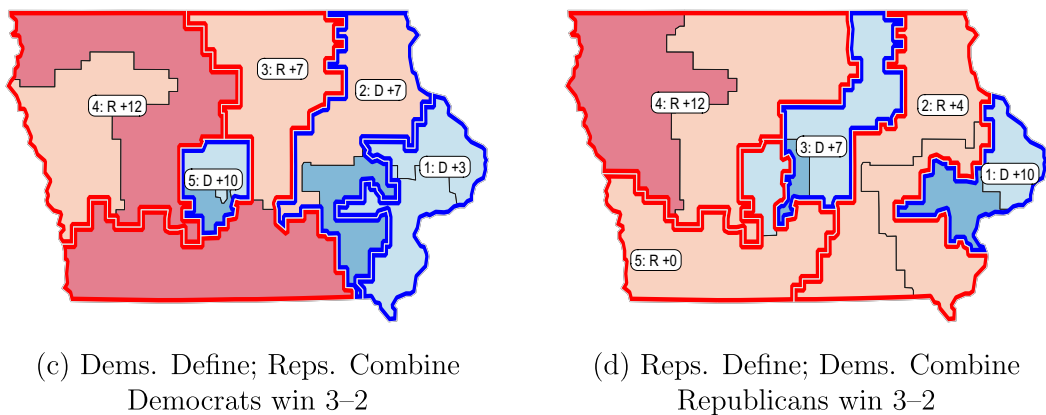 3: R +7
2: D +7
4: R +12
1: D +3
5: D +10
4: R +12
2: R +4
3: D +7
1: D +10
5: R +0
(c) Dems. Define; Reps. Combine
Democrats win 3–2
(d) Reps. Define; Dems. Combine
Republicans win 3–2